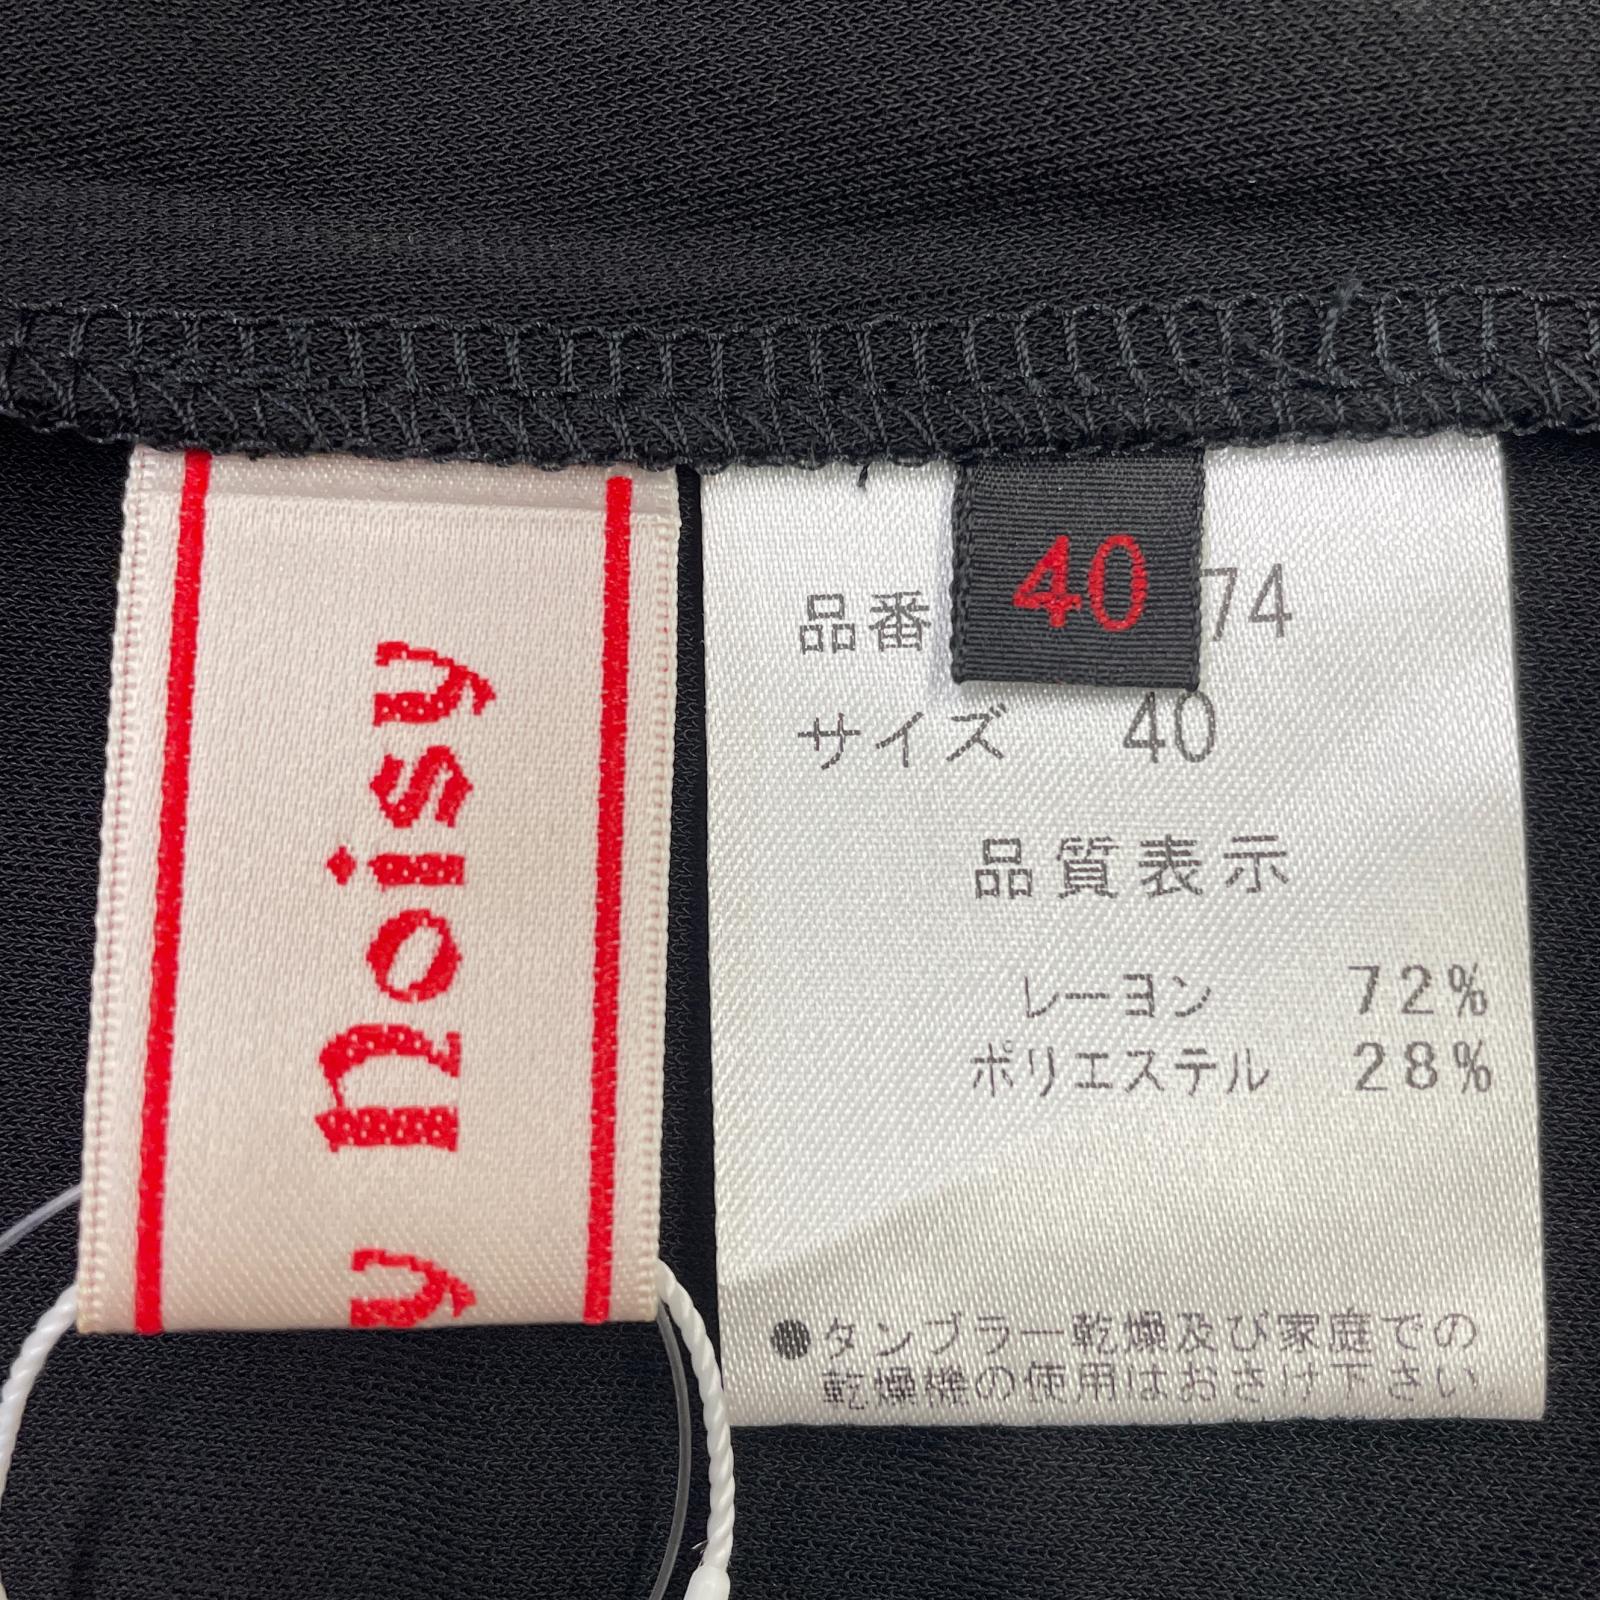 y noisy
40
品番 74
サイズ 40
品質表示
レーヨン 72%
ポリエステル 28%
●タンブラー乾燥及び家庭での
乾燥機の使用はおさけ下さい。